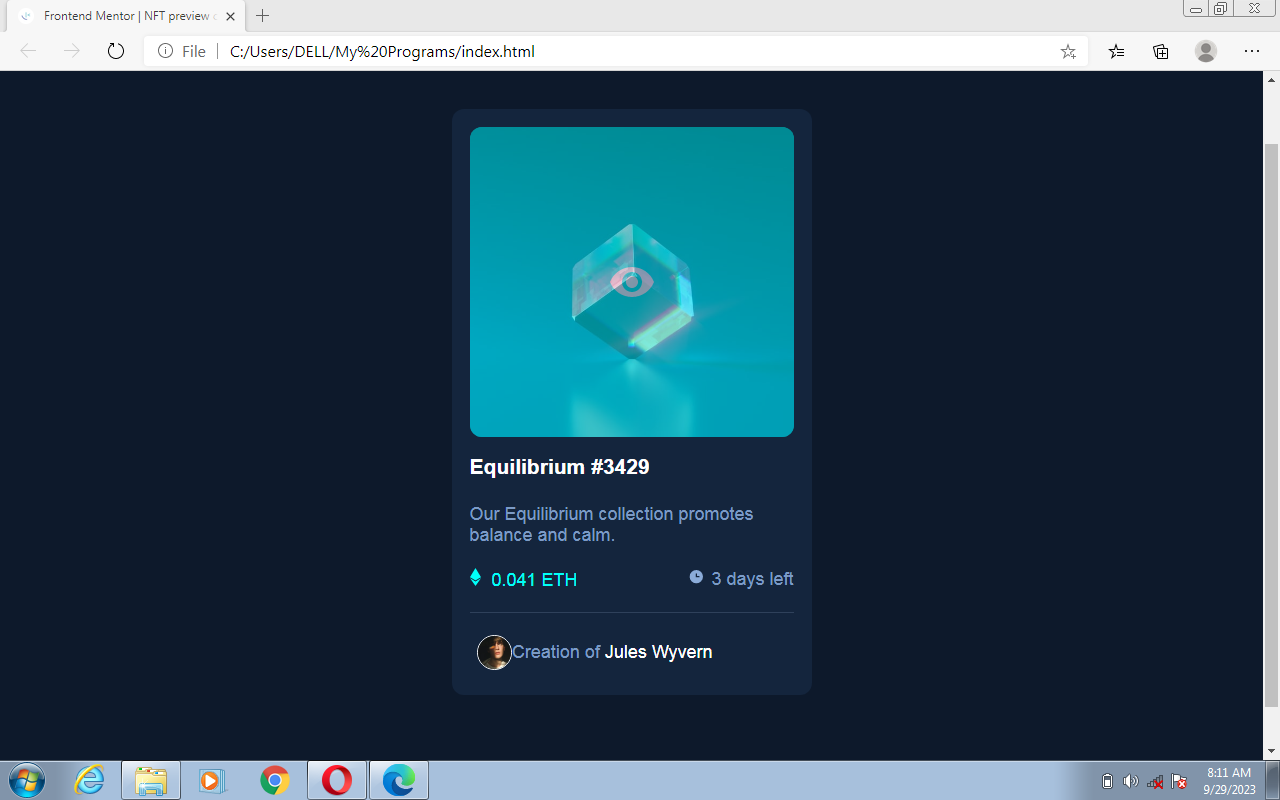 Frontend Mentor | NFT preview
File
C:/Users/DELL/My%20Programs/index.html
Equilibrium #3429
Our Equilibrium collection promotes
balance and calm.
0.041 ETH
3 days left
Creation of Jules Wyvern
8:11 AM
9/29/2023